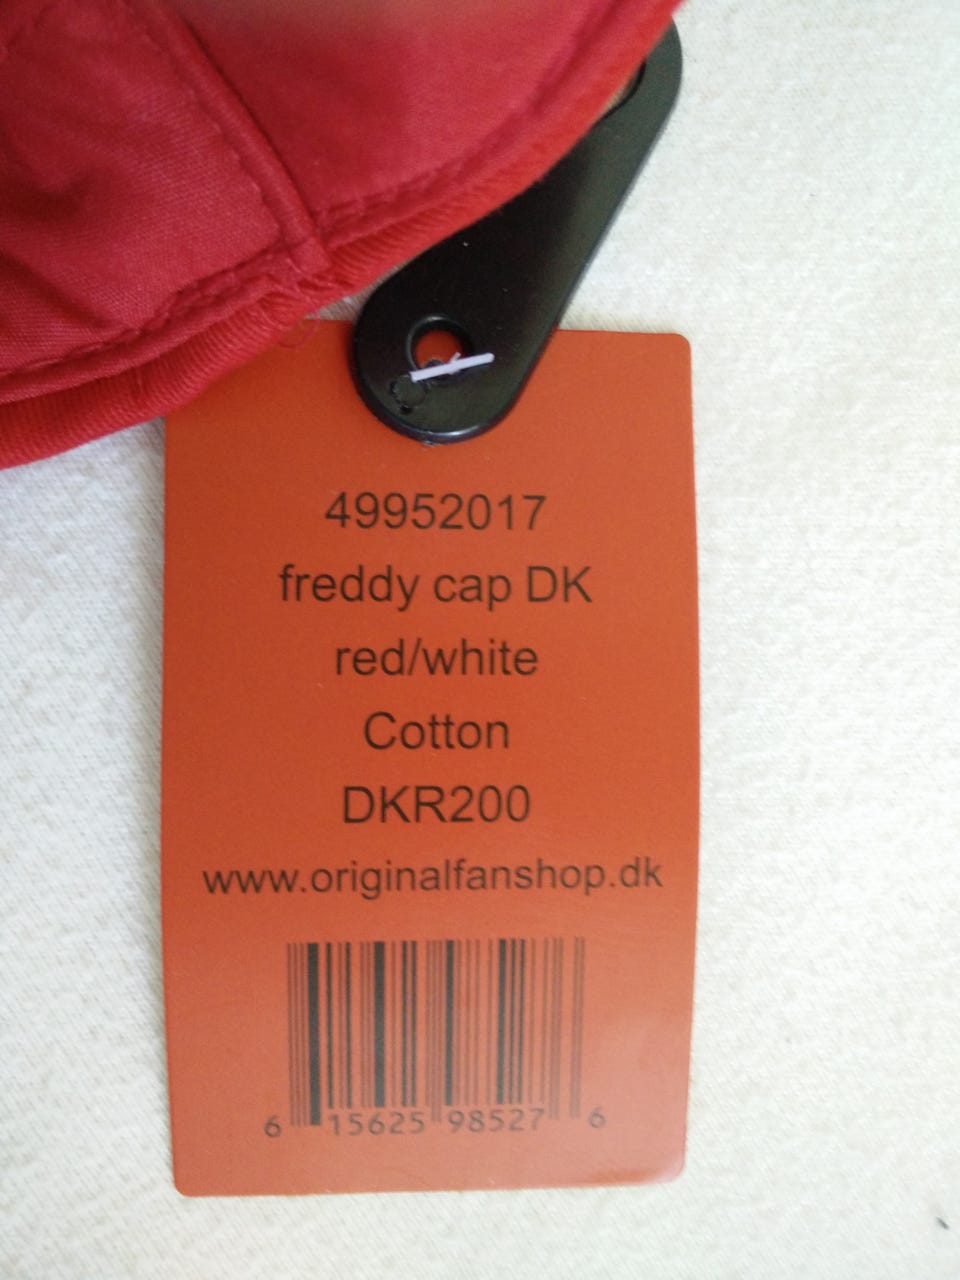 49952017
freddy cap DK
red/white
Cotton
DKR200
www.originalfanshop.dk
6 15625 98527 6